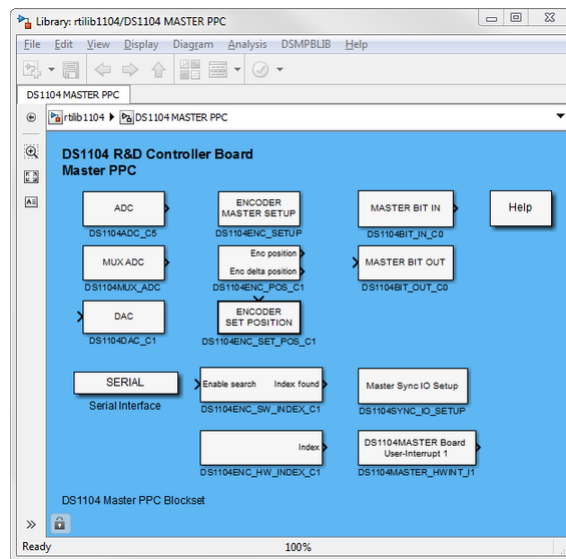 Library: rtilib1104/DS1104 MASTER PPC
File Edit View Display Diagram Analysis DSMPBLIB Help
DS1104 MASTER PPC
rtilib1104 DS1104 MASTER PPC
DS1104 R&D Controller Board
Master PPC
ADC
DS1104ADC_C5
ENCODER
MASTER SETUP
DS1104ENC_SETUP
MASTER BIT IN
DS1104BIT_IN_C0
Help
MUX ADC
DS1104MUX_ADC
Enc position
Enc delta position
DS1104ENC_POS_C1
MASTER BIT OUT
DS1104BIT_OUT_C0
DAC
DS1104DAC_C1
ENCODER
SET POSITION
DS1104ENC_SET_POS_C1
SERIAL
Serial Interface
Enable search Index found
DS1104ENC_SW_INDEX_C1
Master Sync IO Setup
DS1104SYNC_IO_SETUP
Index
DS1104ENC_HW_INDEX_C1
DS1104MASTER Board
User-Interrupt 1
DS1104MASTER_HWINT_I1
DS1104 Master PPC Blockset
Ready 100%